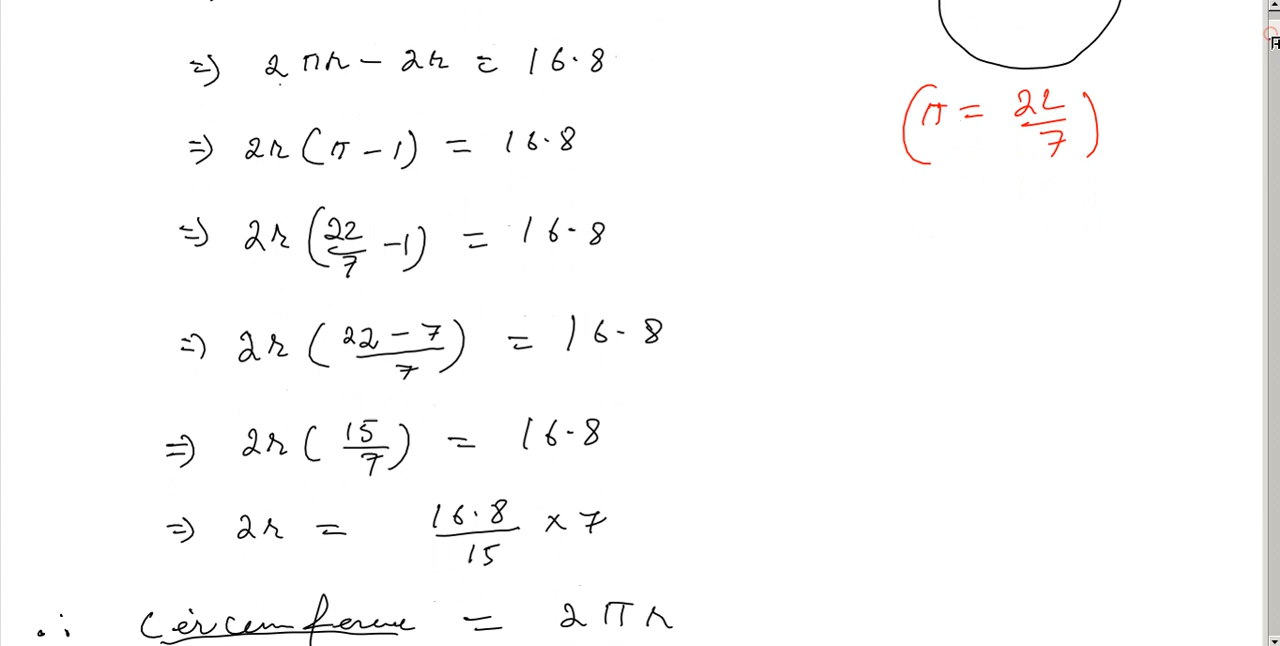 ⇒ 2πr − 2r = 16.8
⇒ 2r (π − 1) = 16.8
(π = 22/7)
⇒ 2r (22/7 − 1) = 16.8
⇒ 2r ((22 − 7)/7) = 16.8
⇒ 2r (15/7) = 16.8
⇒ 2r = 16.8/15 × 7
∴ Circumference = 2πr